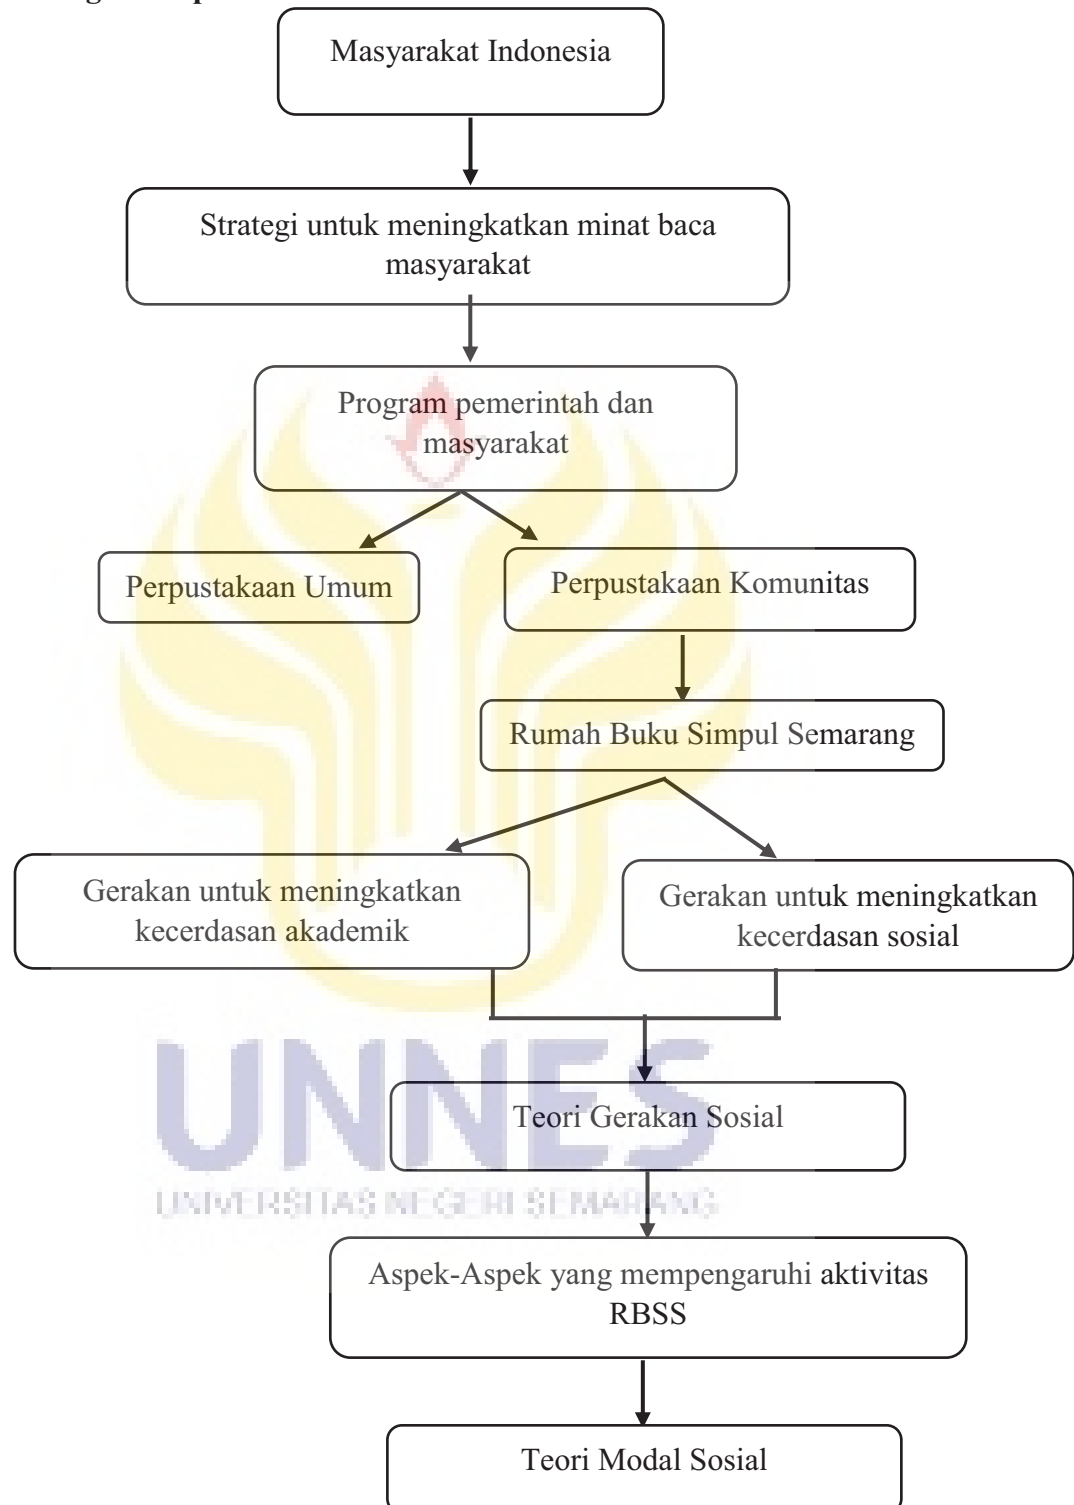 Masyarakat Indonesia
Strategi untuk meningkatkan minat baca
masyarakat
Program pemerintah dan
masyarakat
Perpustakaan Umum
Perpustakaan Komunitas
Rumah Buku Simpul Semarang
Gerakan untuk meningkatkan
kecerdasan akademik
Gerakan untuk meningkatkan
kecerdasan sosial
UNNES
Teori Gerakan Sosial
UNIVERSITAS NEGERI SEMARANG
Aspek-Aspek yang mempengaruhi aktivitas
RBSS
Teori Modal Sosial